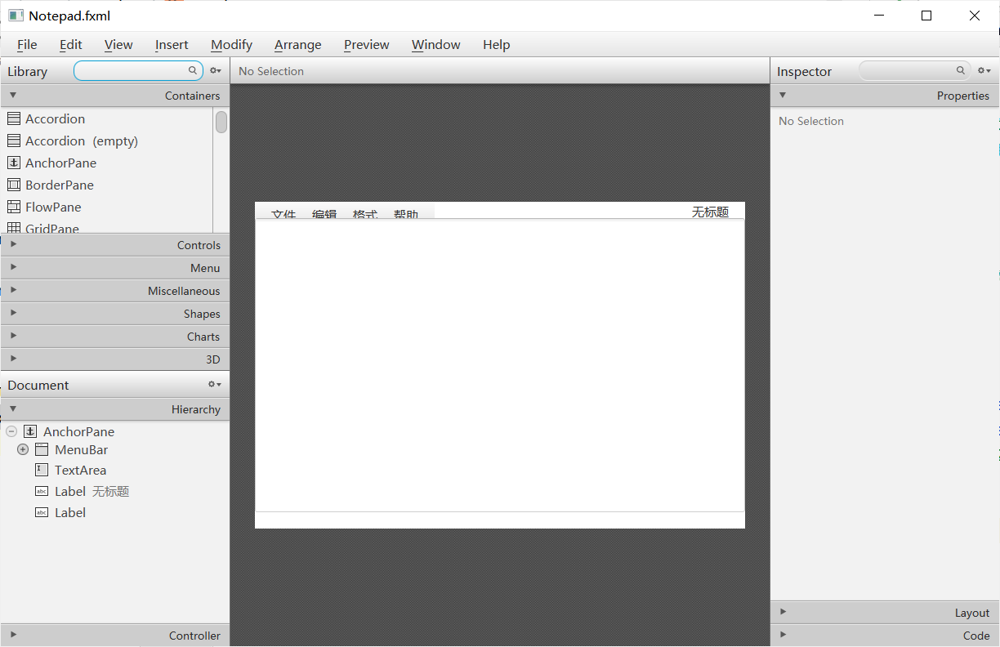 Notepad.fxml
File Edit View Insert Modify Arrange Preview Window Help
Library
No Selection
Inspector
Containers
Properties
Accordion
No Selection
Accordion (empty)
AnchorPane
BorderPane
FlowPane
GridPane
文件 编辑 格式 帮助
无标题
Controls
Menu
Miscellaneous
Shapes
Charts
3D
Document
Hierarchy
AnchorPane
MenuBar
TextArea
abc Label 无标题
abc Label
Layout
Controller
Code